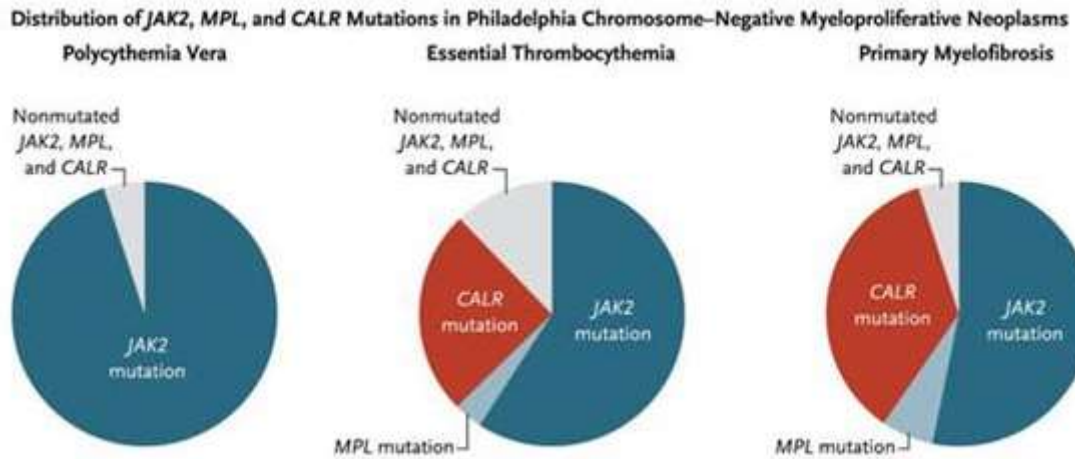 Distribution of JAK2, MPL, and CALR Mutations in Philadelphia Chromosome–Negative Myeloproliferative Neoplasms
Polycythemia Vera
Nonmutated
JAK2, MPL,
and CALR
JAK2
mutation
Essential Thrombocythemia
Nonmutated
JAK2, MPL,
and CALR
CALR
mutation
JAK2
mutation
MPL mutation
Primary Myelofibrosis
Nonmutated
JAK2, MPL,
and CALR
CALR
mutation
JAK2
mutation
MPL mutation